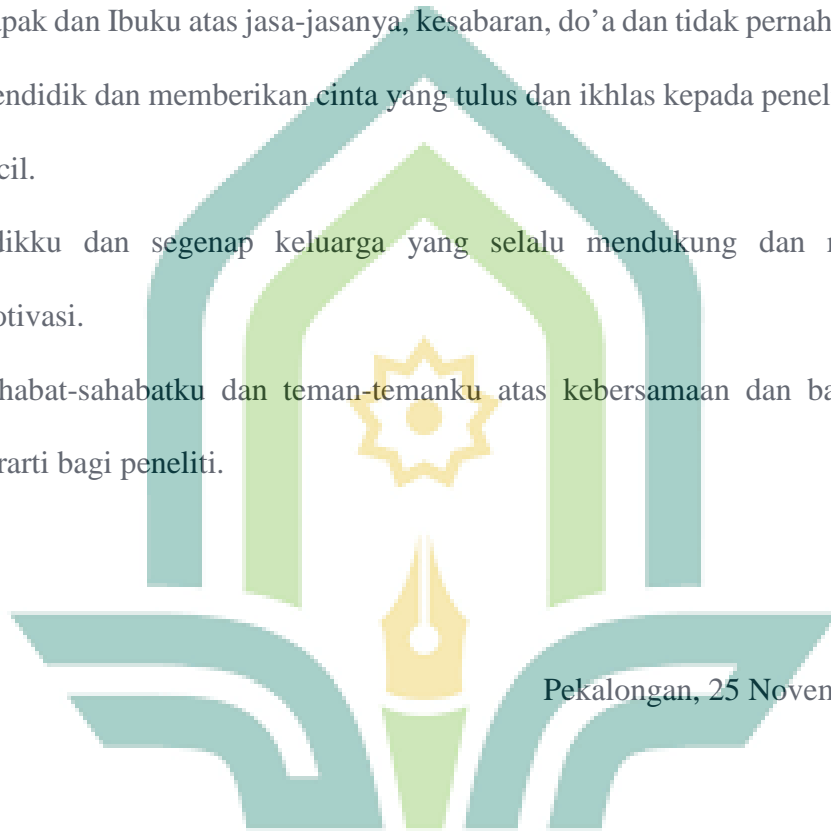 apak dan Ibuku atas jasa-jasanya, kesabaran, do’a dan tidak pernah
endidik dan memberikan cinta yang tulus dan ikhlas kepada penel
cil.
dikku dan segenap keluarga yang selalu mendukung dan
otivasi.
habat-sahabatku dan teman-temanku atas kebersamaan dan ba
rarti bagi peneliti.
Pekalongan, 25 Noven